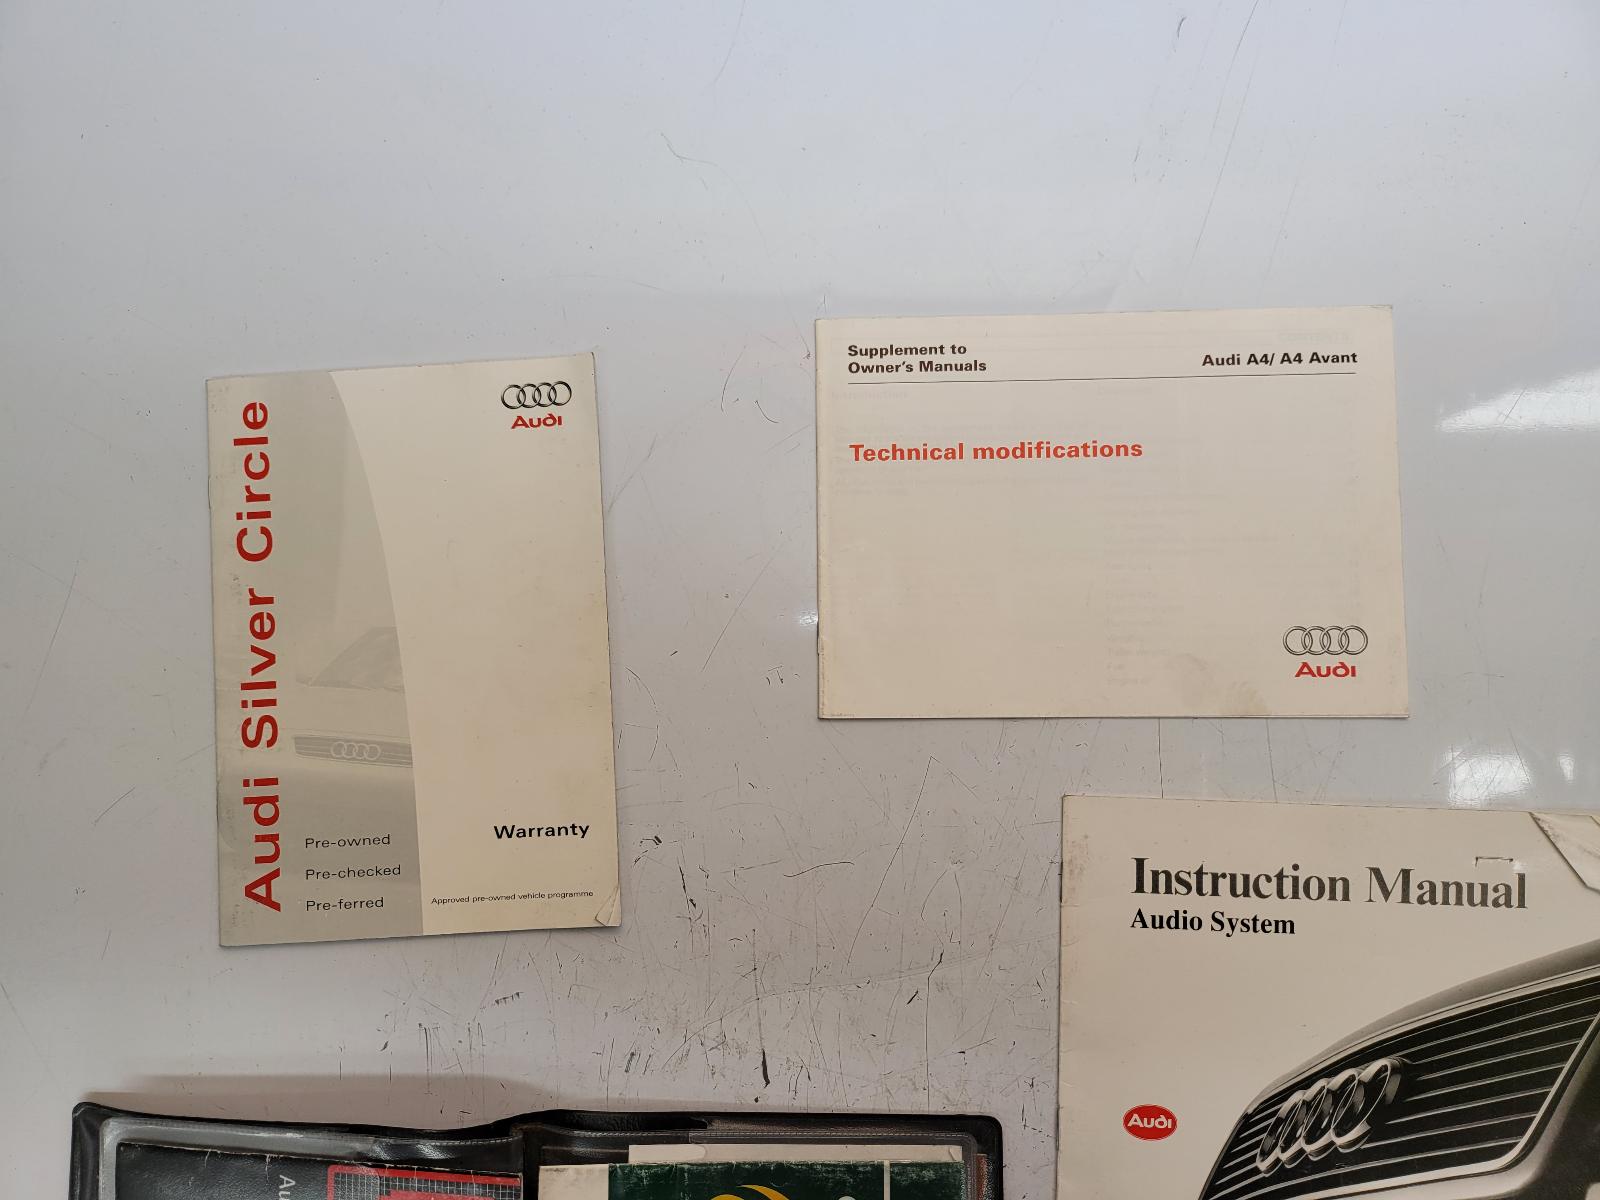 Audi Silver Circle
Audi
Pre-owned
Pre-checked
Pre-ferred
Warranty
Approved pre-owned vehicle programme
Supplement to
Owner's Manuals
Audi A4/ A4 Avant
Technical modifications
Audi
Instruction Manual
Audio System
Audi
Au